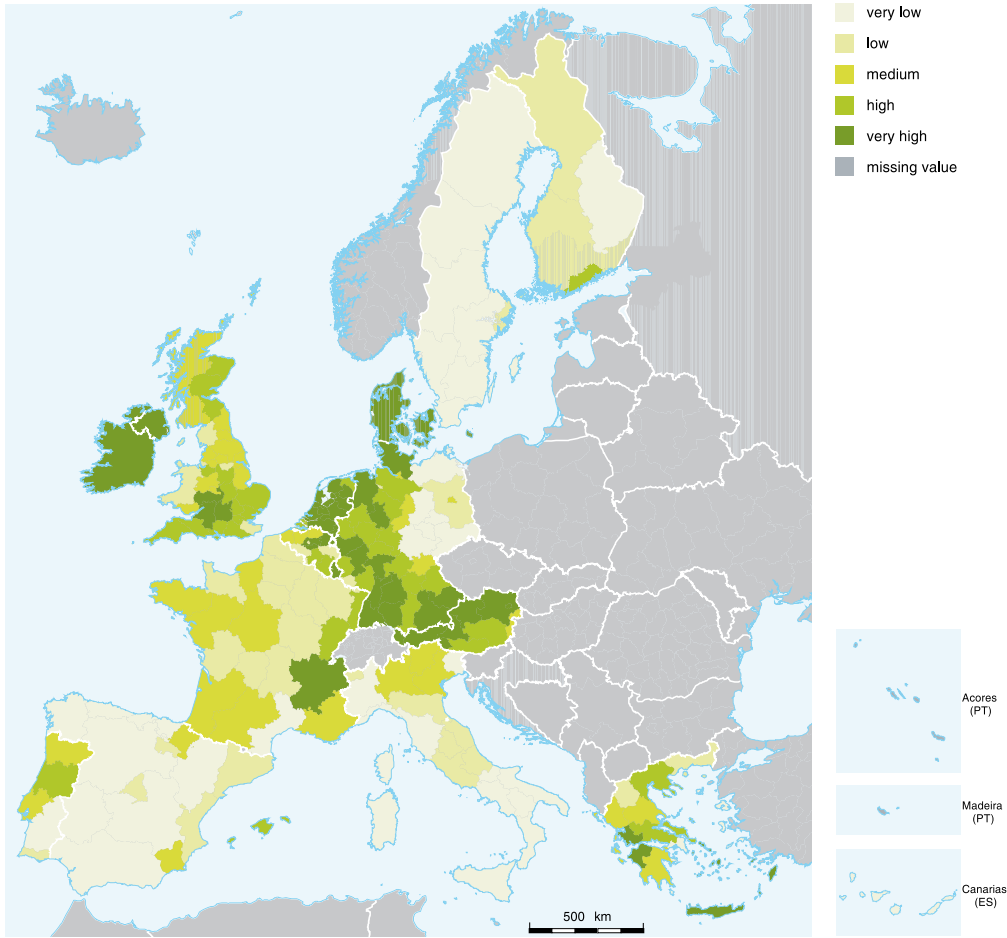 very low
low
medium
high
very high
missing value
Acores
(PT)
Madeira
(PT)
Canarias
(ES)
500 km